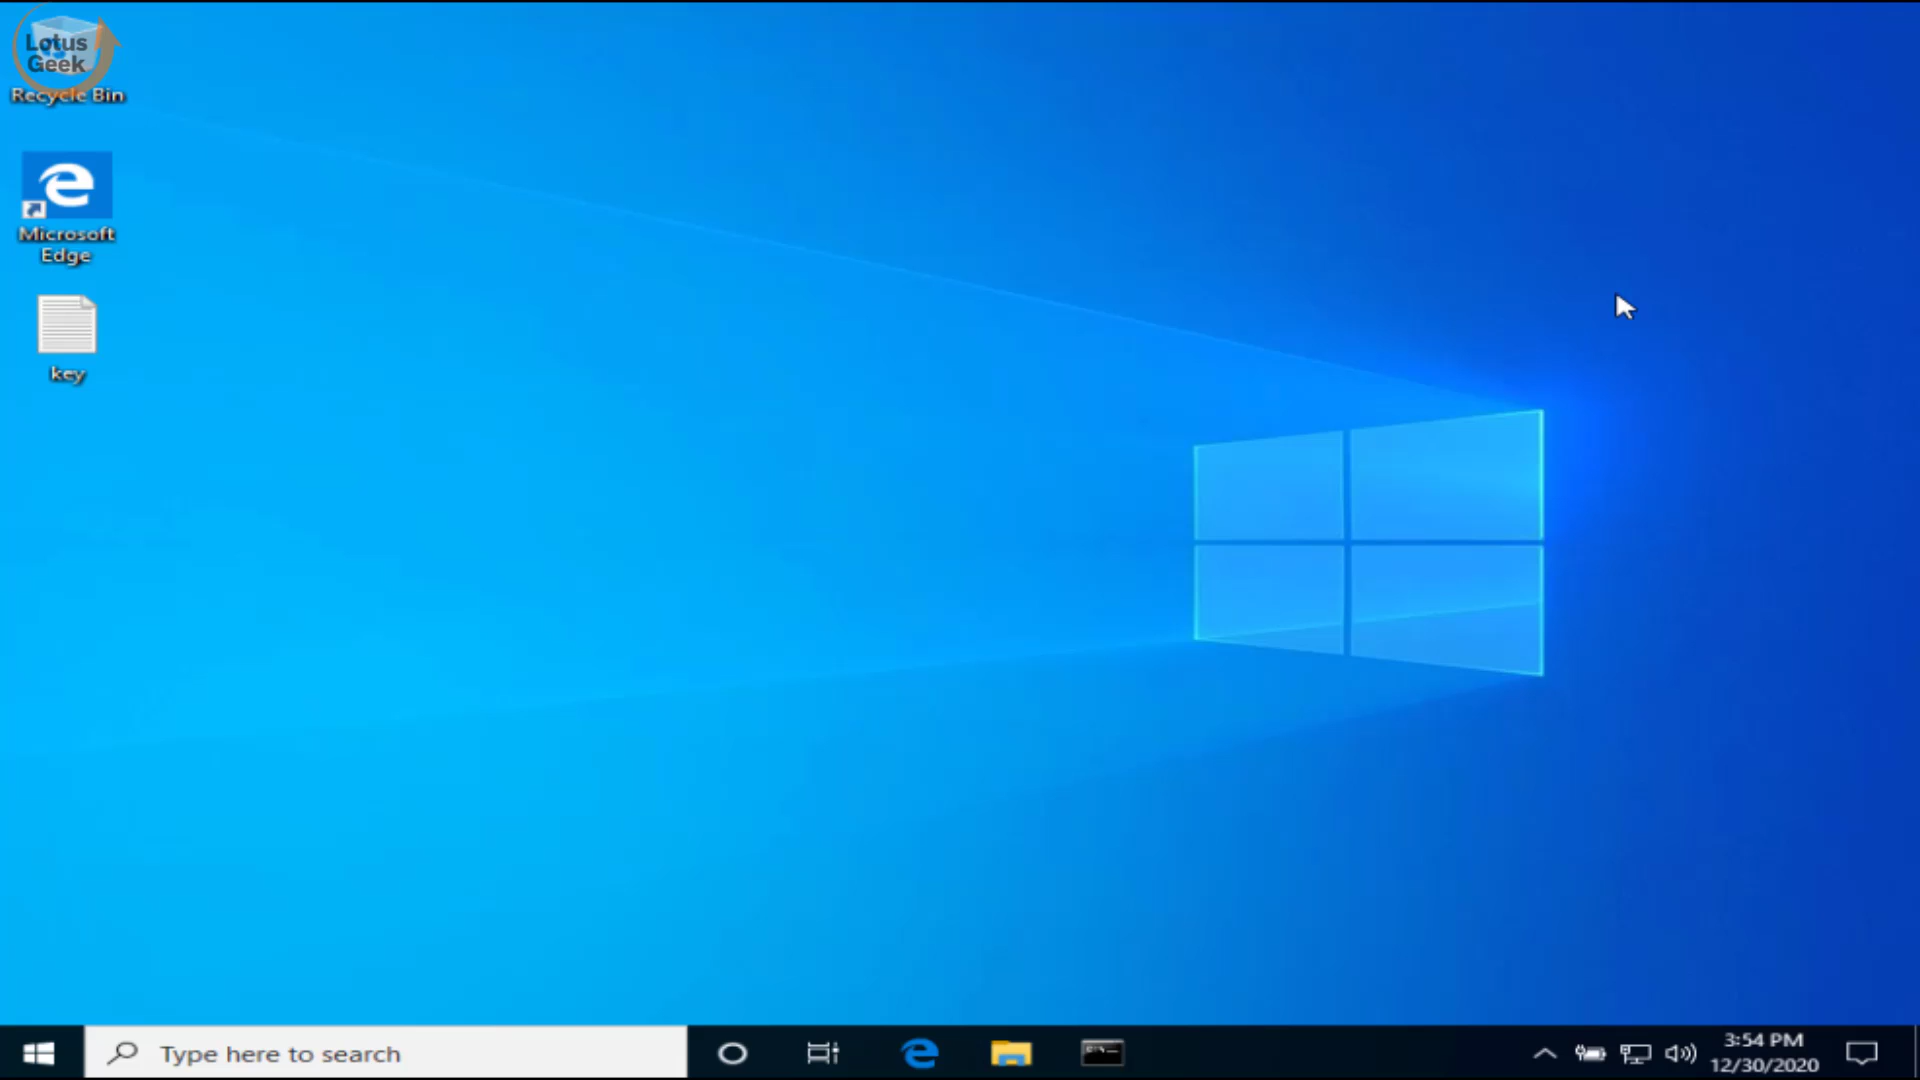 Lotus
Geek
Recycle Bin
Microsoft
Edge
key
Type here to search
3:54 PM
12/30/2020